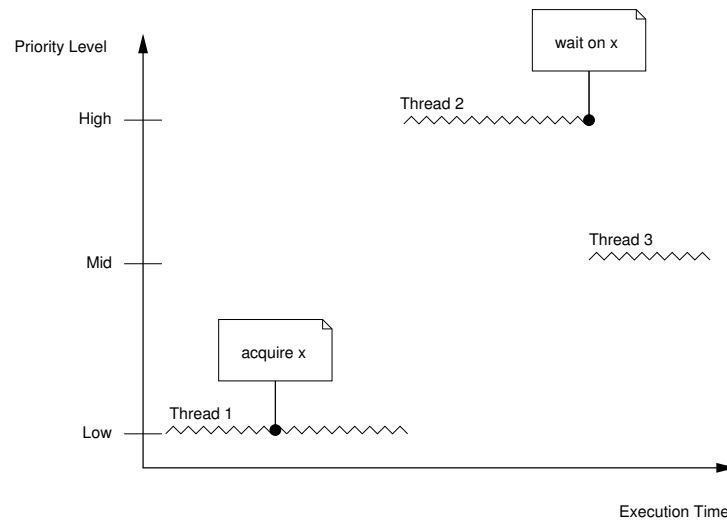 Priority Level
wait on x
Thread 2
High
Thread 3
Mid
acquire x
Thread 1
Low
Execution Time